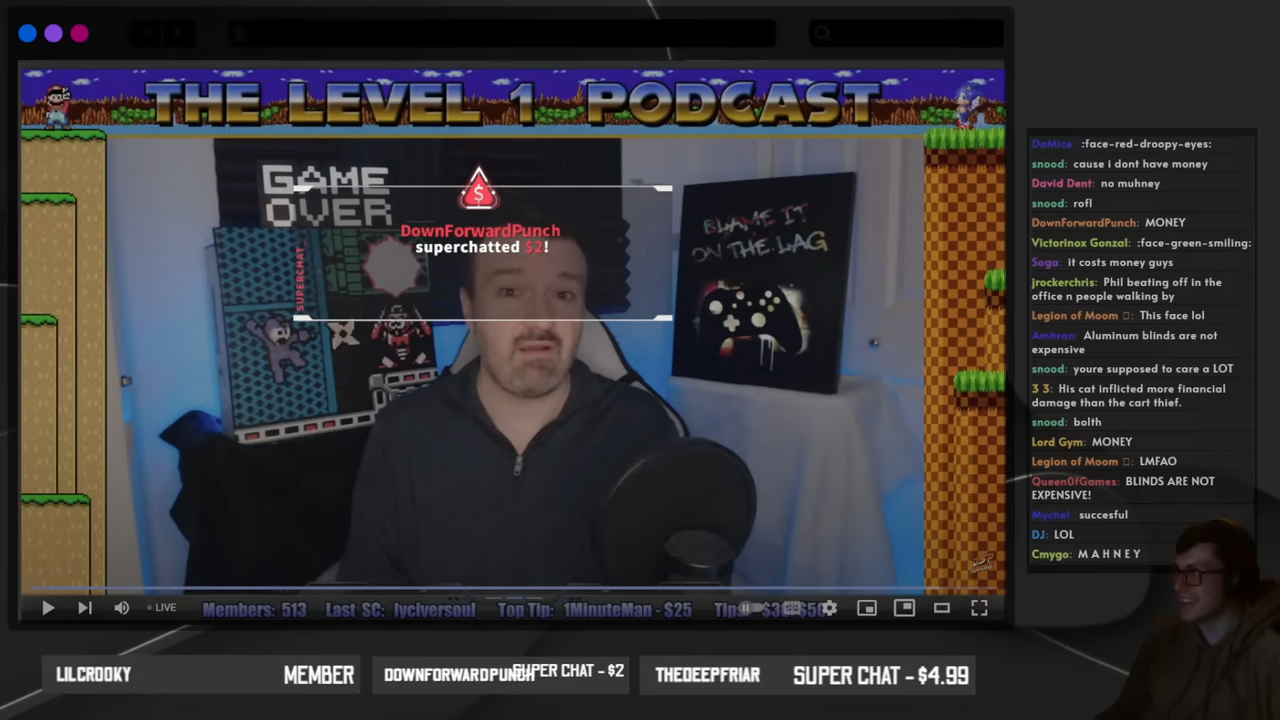 THE LEVEL 1 PODCAST
GAME
OVER
DownForwardPunch
superchatted $2!
SUPERCHAT
BLAME IT
ON THE LAG
LIVE
Members: 513 Last SC: lyciversoul Top Tip: 1MinuteMan - $25
DaMice :face-red-droopy-eyes:
snood: cause i dont have money
David Dent: no muhney
snood: rofl
DownForwardPunch: MONEY
Victorinox Gonzal: :face-green-smiling:
Soga: it costs money guys
jrockerchris: Phil beating off in the
office n people walking by
Legion of Moom : This face lol
Amhran: Aluminum blinds are not
expensive
snood: youre supposed to care a LOT
3 3: His cat inflicted more financial
damage than the cart thief.
snood: bolth
Lord Gym: MONEY
Legion of Moom : LMFAO
Queen0fGames: BLINDS ARE NOT
EXPENSIVE!
Mychel: succesful
DJ: LOL
Cmygo: M A H N E Y
LILCROOKY MEMBER
DOWNFORWARDPUNCH SUPER CHAT - $2
THEDEEPFRIAR SUPER CHAT - $4.99